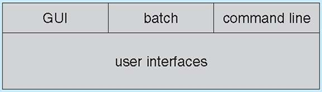 GUI batch command line
user interfaces